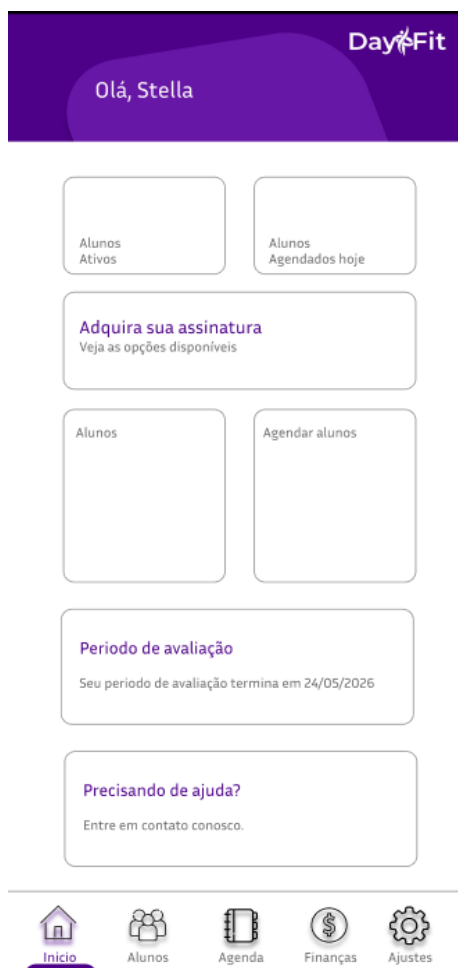 DayFit
Olá, Stella
Alunos
Ativos
Alunos
Agendados hoje
Adquira sua assinatura
Veja as opções disponíveis
Alunos
Agendar alunos
Periodo de avaliação
Seu periodo de avaliação termina em 24/05/2026
Precisando de ajuda?
Entre em contato conosco.
Inicio
Alunos
Agenda
Finanças
Ajustes